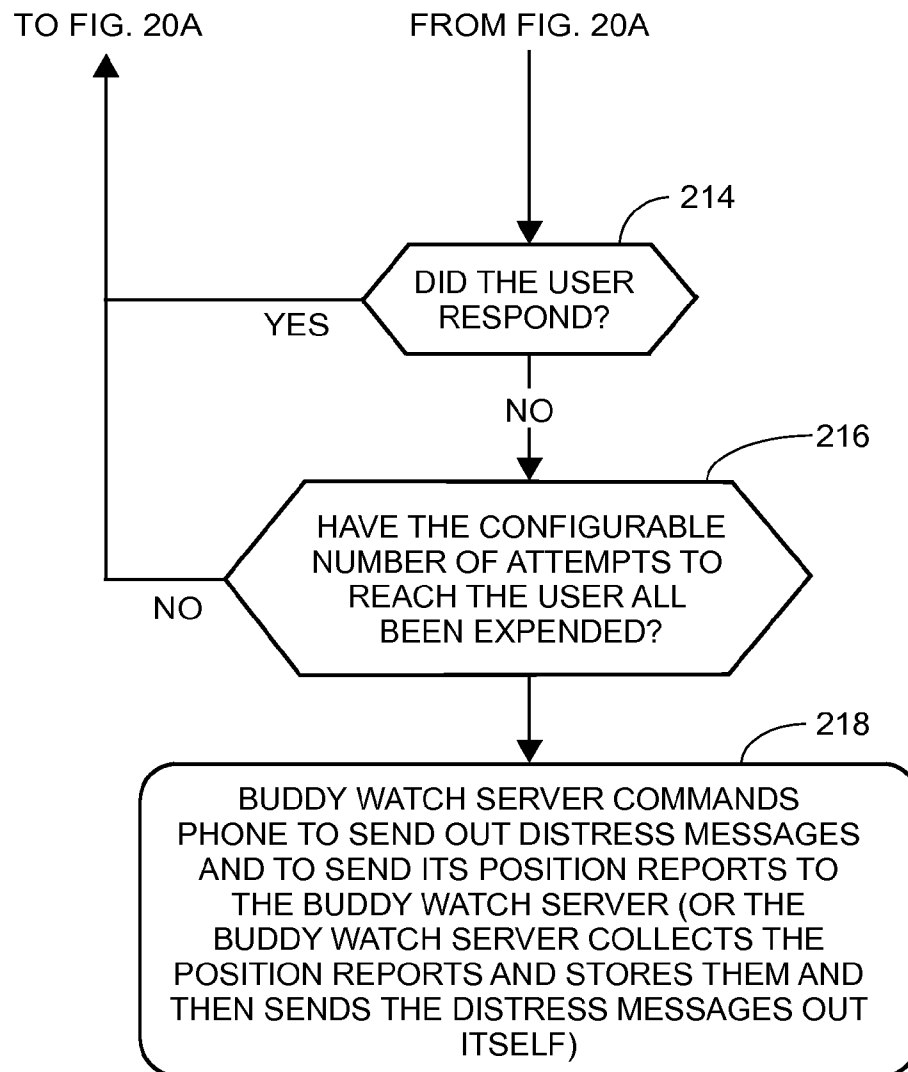 TO FIG. 20A
FROM FIG. 20A
214
DID THE USER
RESPOND?
YES
NO
216
HAVE THE CONFIGURABLE
NUMBER OF ATTEMPTS TO
REACH THE USER ALL
BEEN EXPENDED?
NO
218
BUDDY WATCH SERVER COMMANDS
PHONE TO SEND OUT DISTRESS MESSAGES
AND TO SEND ITS POSITION REPORTS TO
THE BUDDY WATCH SERVER (OR THE
BUDDY WATCH SERVER COLLECTS THE
POSITION REPORTS AND STORES THEM AND
THEN SENDS THE DISTRESS MESSAGES OUT
ITSELF)